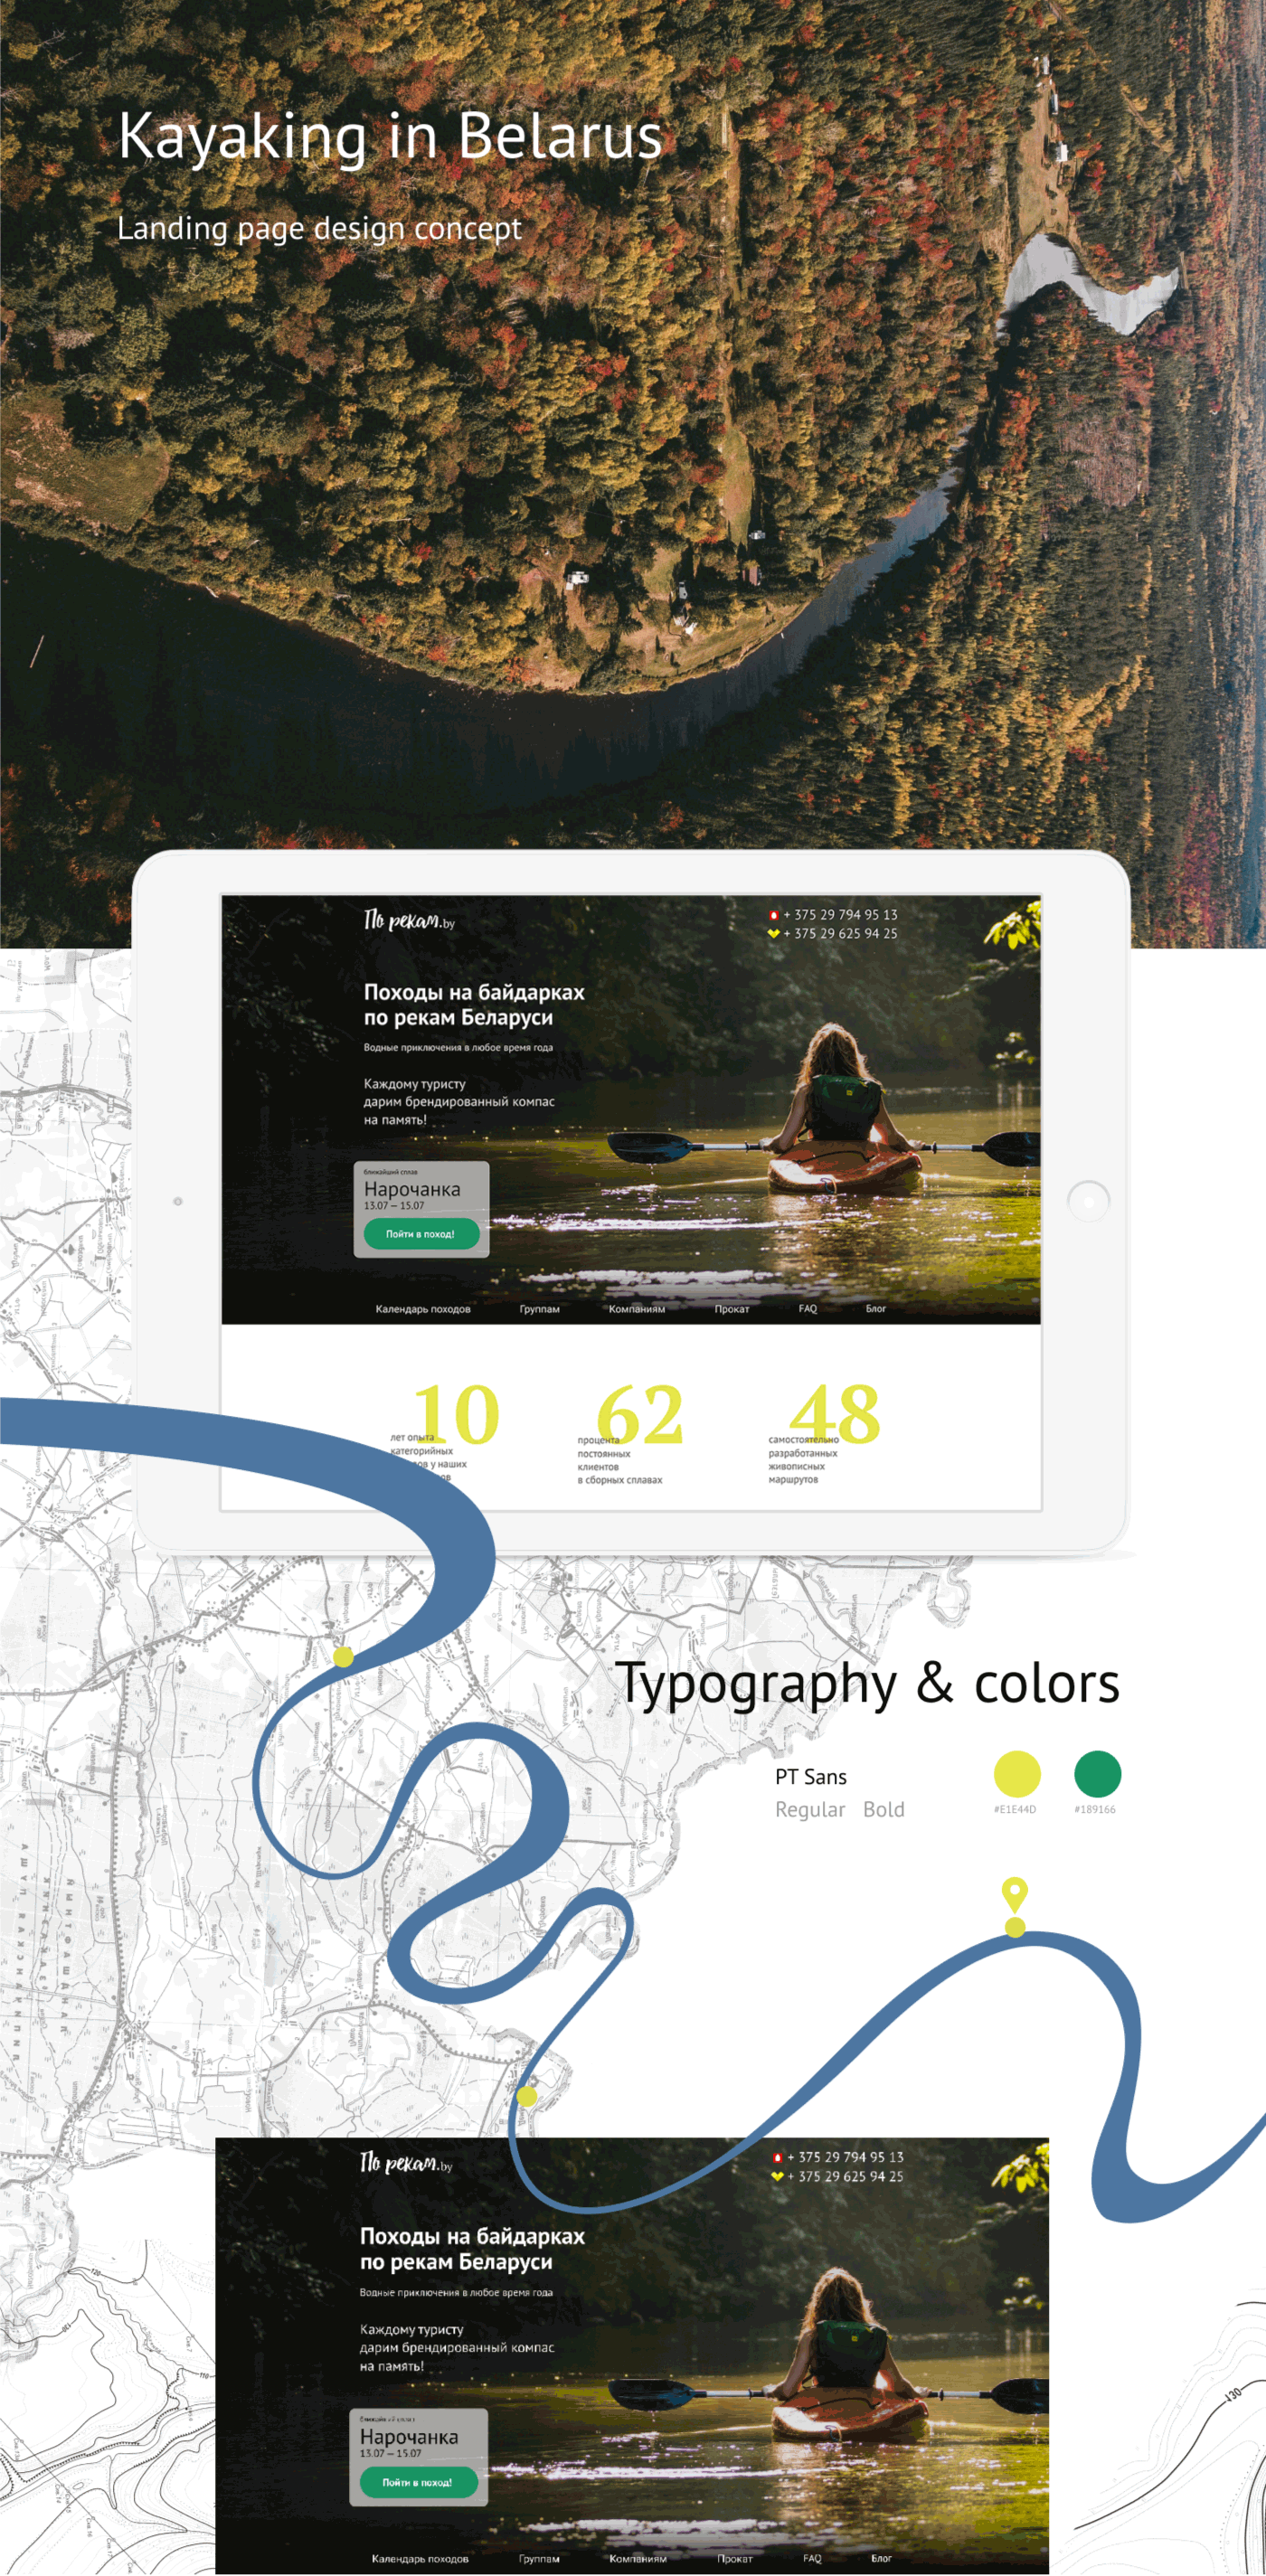 Kayaking in Belarus
Landing page design concept
По рекам.by
+ 375 29 794 95 13
+ 375 29 625 94 25
Походы на байдарках
по рекам Беларуси
Водные приключения в любое время года
Каждому туристу
дарим брендированный компас
на память!
ближайший сплав
Нарочанка
13.07 – 15.07
Пойти в поход!
Календарь походов Группам Компаниям Прокат FAQ Блог
10 62 48
лет опыта
категорийных
у наших
процента
постоянных
клиентов
в сборных сплавах
самостоятельно
разработанных
живописных
маршрутов
Typography & colors
PT Sans
Regular Bold
#E1E44D #189166
По рекам.by
+ 375 29 794 95 13
+ 375 29 625 94 25
Походы на байдарках
по рекам Беларуси
Водные приключения в любое время года
Каждому туристу
дарим брендированный компас
на память!
ближайший сплав
Нарочанка
13.07 – 15.07
Пойти в поход!
Календарь походов Группам Компаниям Прокат FAQ Блог
120
110
130